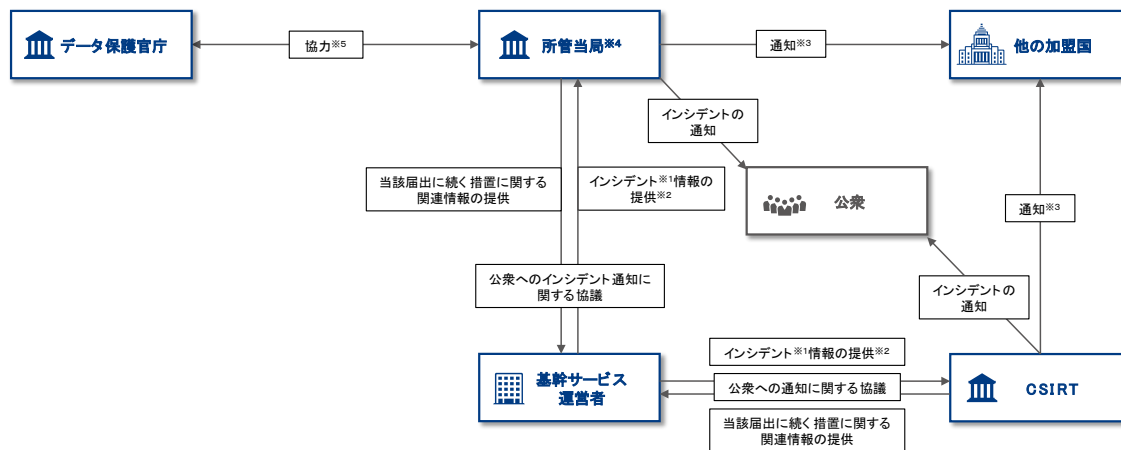 データ保護官庁
協力※5
所管当局※4
通知※3
他の加盟国
インシデントの
通知
当該届出に続く措置に関する
関連情報の提供
インシデント※1情報の
提供※2
公衆
通知※3
公衆へのインシデント通知に
関する協議
インシデントの
通知
基幹サービス
運営者
インシデント※1情報の提供※2
公衆への通知に関する協議
当該届出に続く措置に関する
関連情報の提供
CSIRT